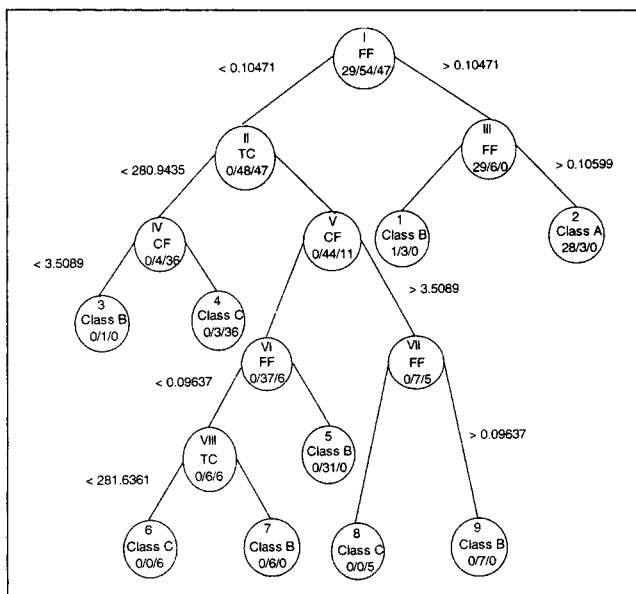 I
FF
29/54/47
< 0.10471
> 0.10471
II
TC
0/48/47
III
FF
29/6/0
< 280.9435
> 0.10599
IV
CF
0/4/36
V
CF
0/44/11
1
Class B
1/3/0
2
Class A
28/3/0
< 3.5089
> 3.5089
3
Class B
0/1/0
4
Class C
0/3/36
VI
FF
0/37/6
VII
FF
0/7/5
< 0.09637
> 0.09637
VIII
TC
0/6/6
5
Class B
0/31/0
< 281.6361
6
Class C
0/0/6
7
Class B
0/6/0
8
Class C
0/0/5
9
Class B
0/7/0